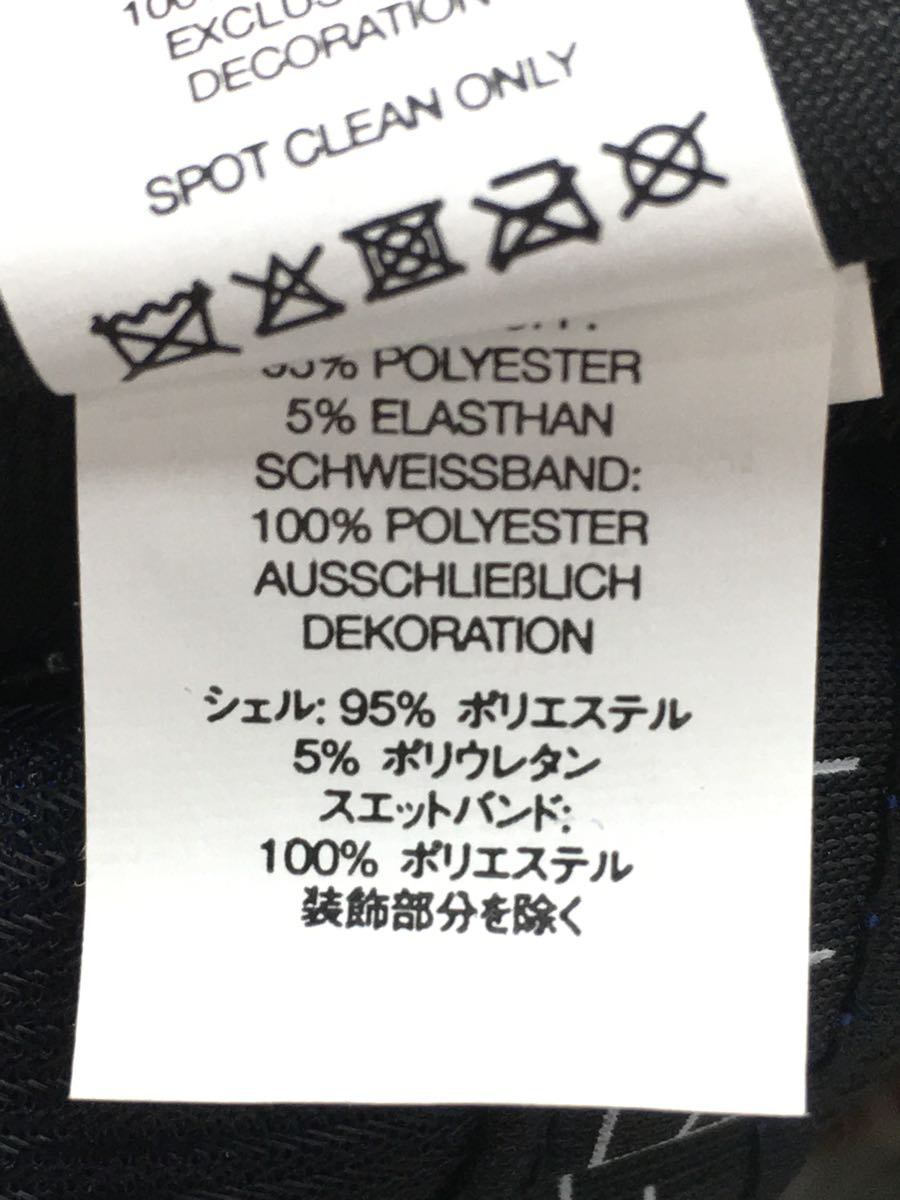 EXCLUS
DECORATION
SPOT CLEAN ONLY
% POLYESTER
5% ELASTHAN
SCHWEISSBAND:
100% POLYESTER
AUSSCHLIEßLICH
DEKORATION
シェル: 95% ポリエステル
5% ポリウレタン
スエットバンド:
100% ポリエステル
装飾部分を除く